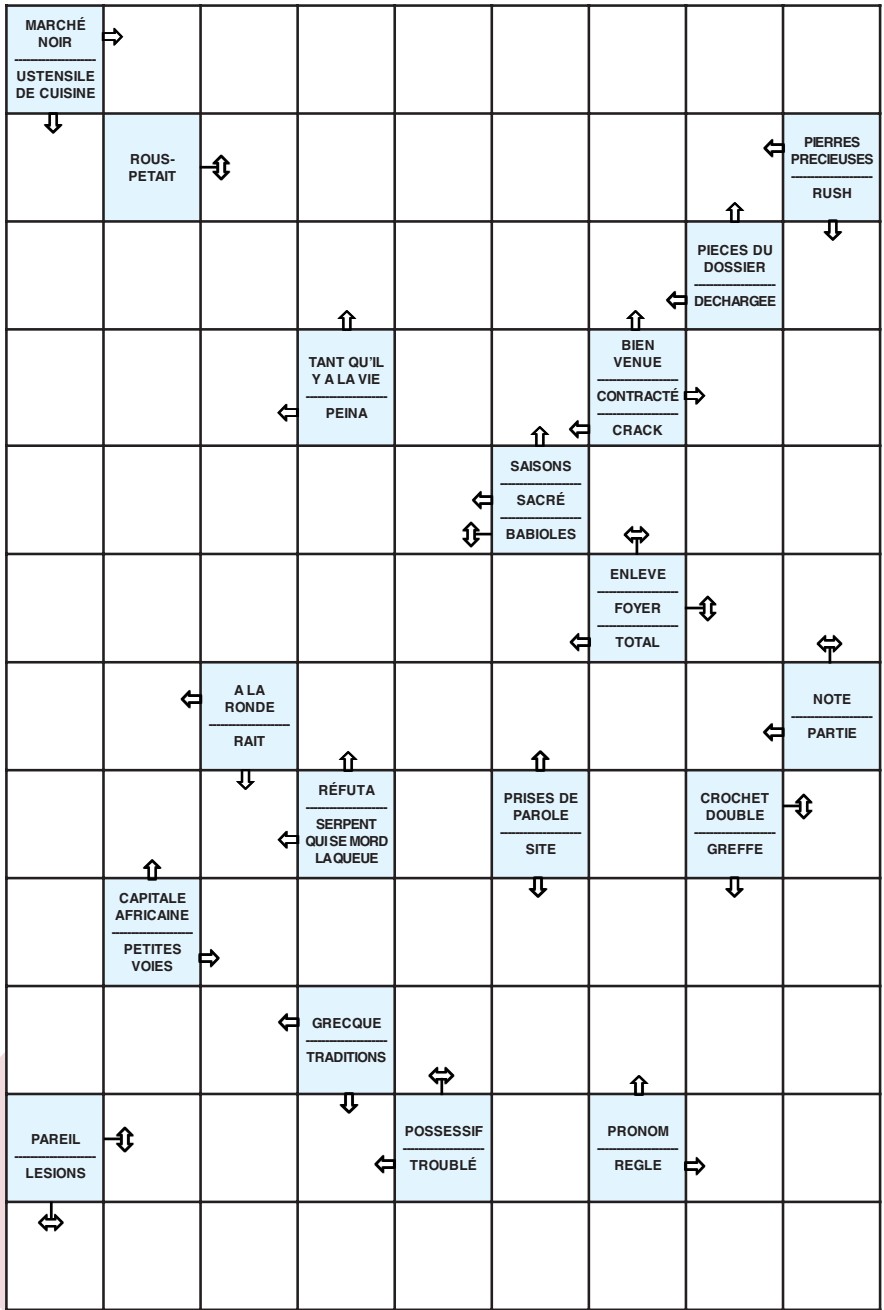 MARCHÉ
NOIR
USTENSILE
DE CUISINE
ROUS-
PETAIT
PIERRES
PRECIEUSES
RUSH
PIECES DU
DOSSIER
DECHARGEE
TANT QU'IL
Y A LA VIE
PEINA
BIEN
VENUE
CONTRACTÉ
CRACK
SAISONS
SACRÉ
BABIOLES
ENLEVE
FOYER
TOTAL
A LA
RONDE
RAIT
NOTE
PARTIE
RÉFUTA
SERPENT
QUI SE MORD
LA QUEUE
PRISES DE
PAROLE
SITE
CROCHET
DOUBLE
GREFFE
CAPITALE
AFRICAINE
PETITES
VOIES
GRECQUE
TRADITIONS
PAREIL
LESIONS
POSSESSIF
TROUBLÉ
PRONOM
REGLE